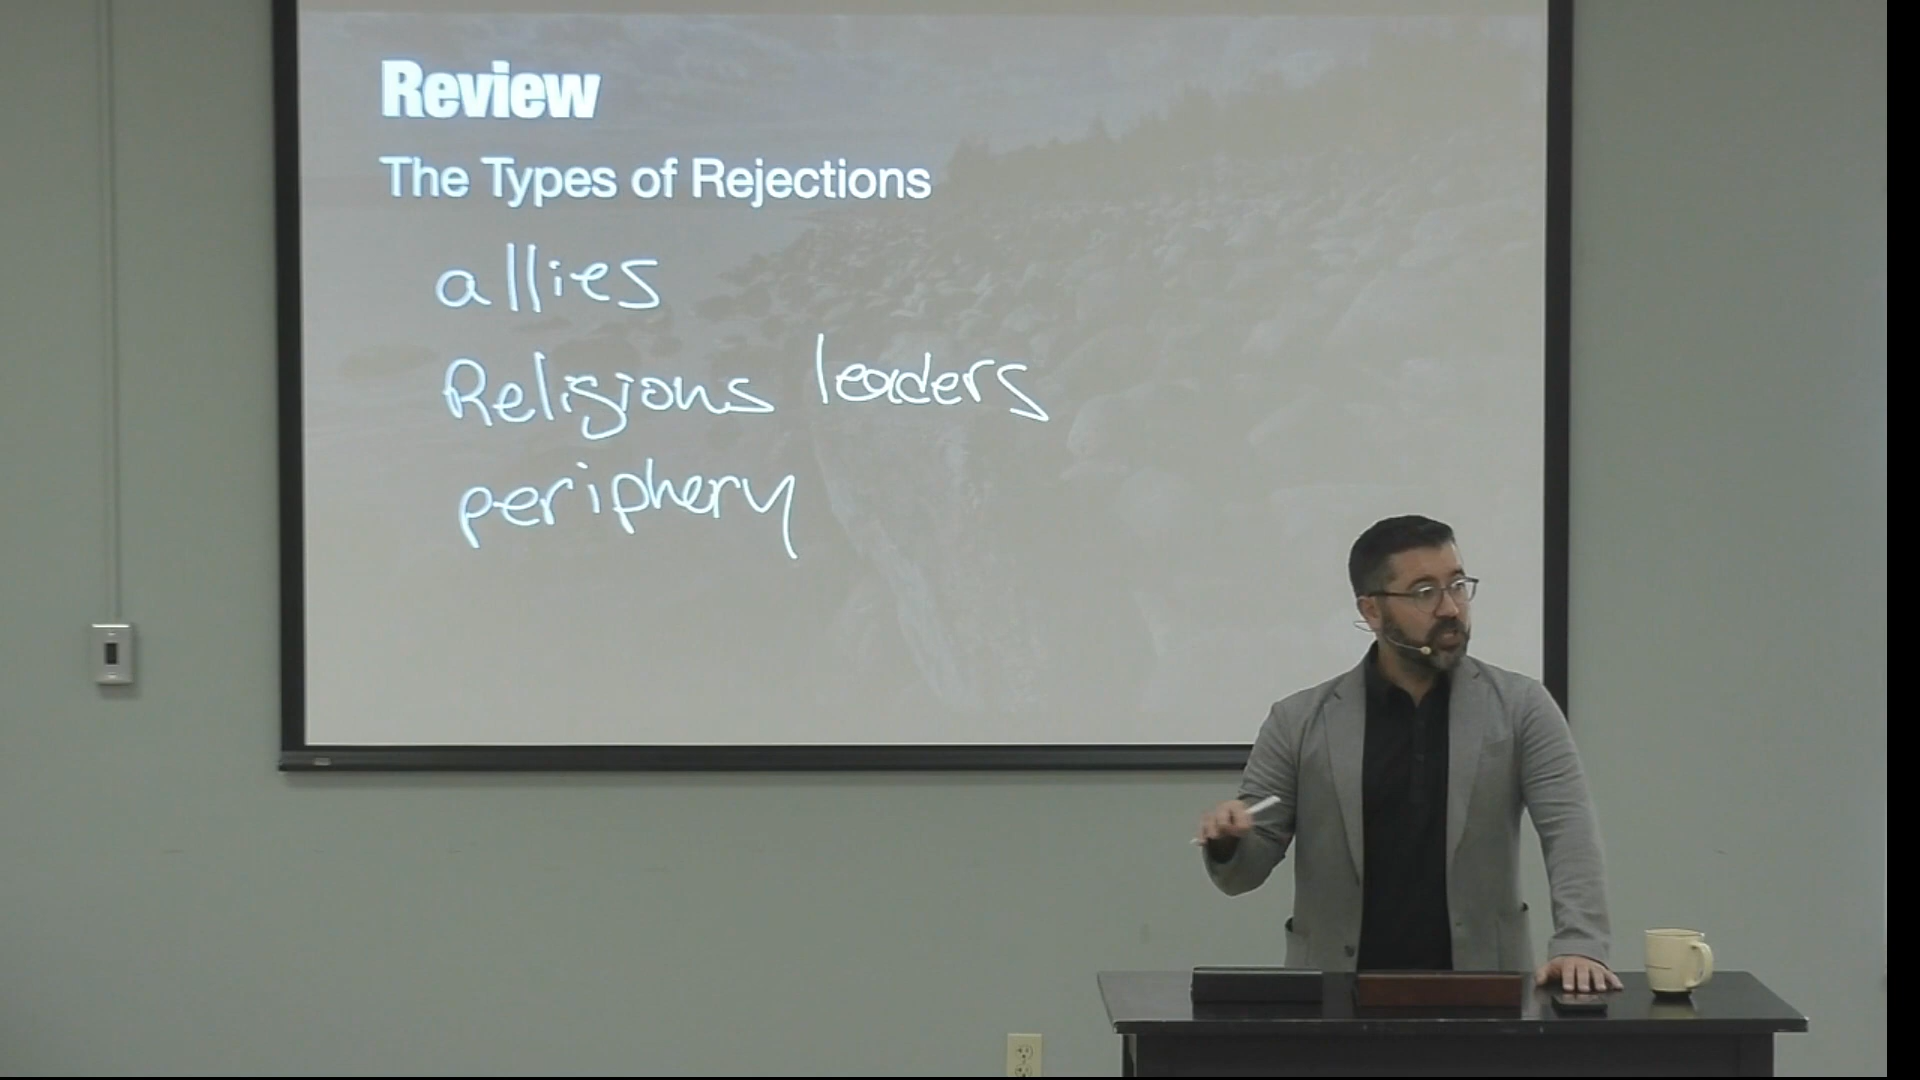 Review
The Types of Rejections
allies
Religious leaders
periphery